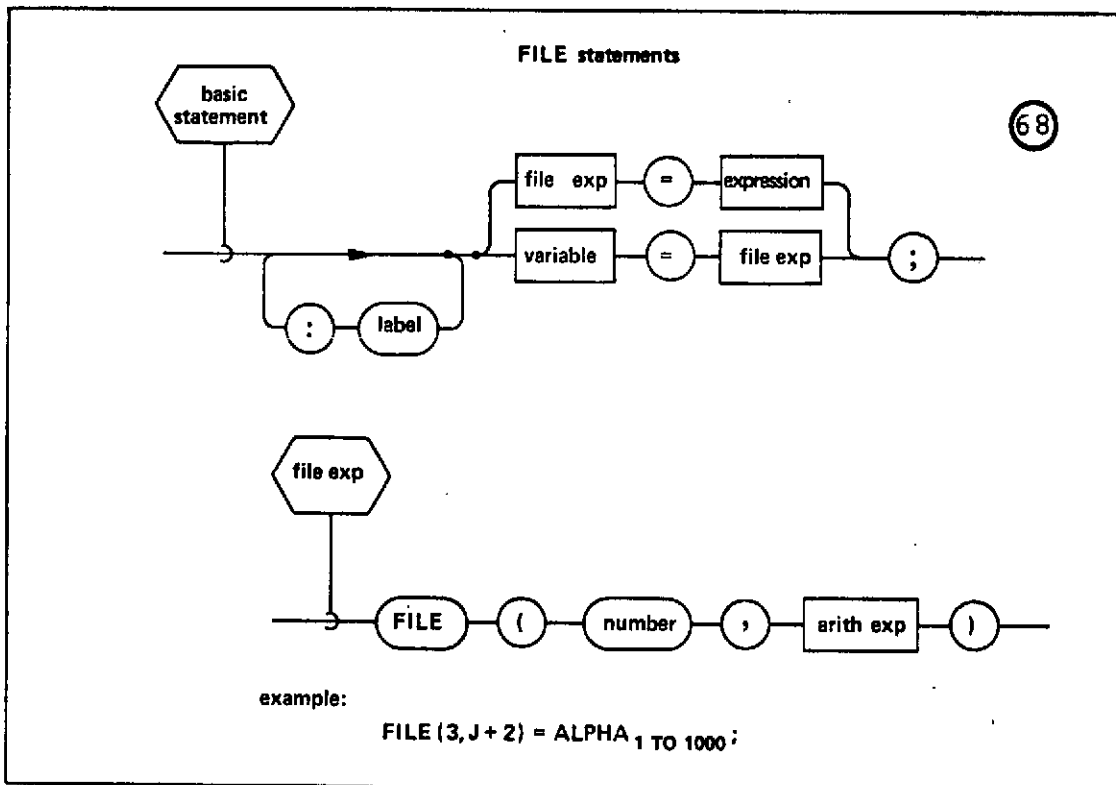 FILE statements
basic
statement
68
file exp = expression
variable = file exp ;
: label
file exp
FILE ( number , arith exp )
example:
FILE (3, J + 2) = ALPHA 1 TO 1000 ;